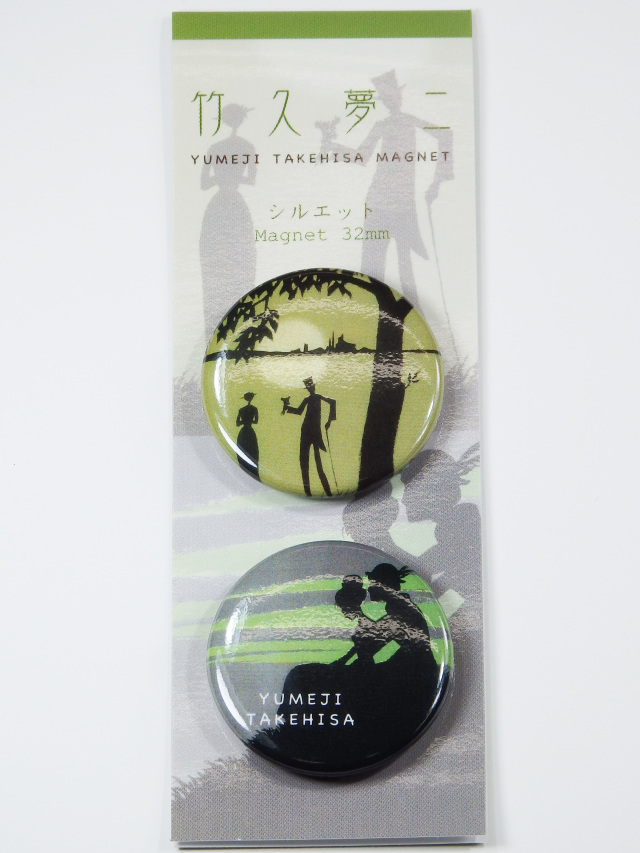 竹久夢二
YUMEJI TAKEHISA MAGNET
シルエット
Magnet 32mm
YUMEJI
TAKEHISA